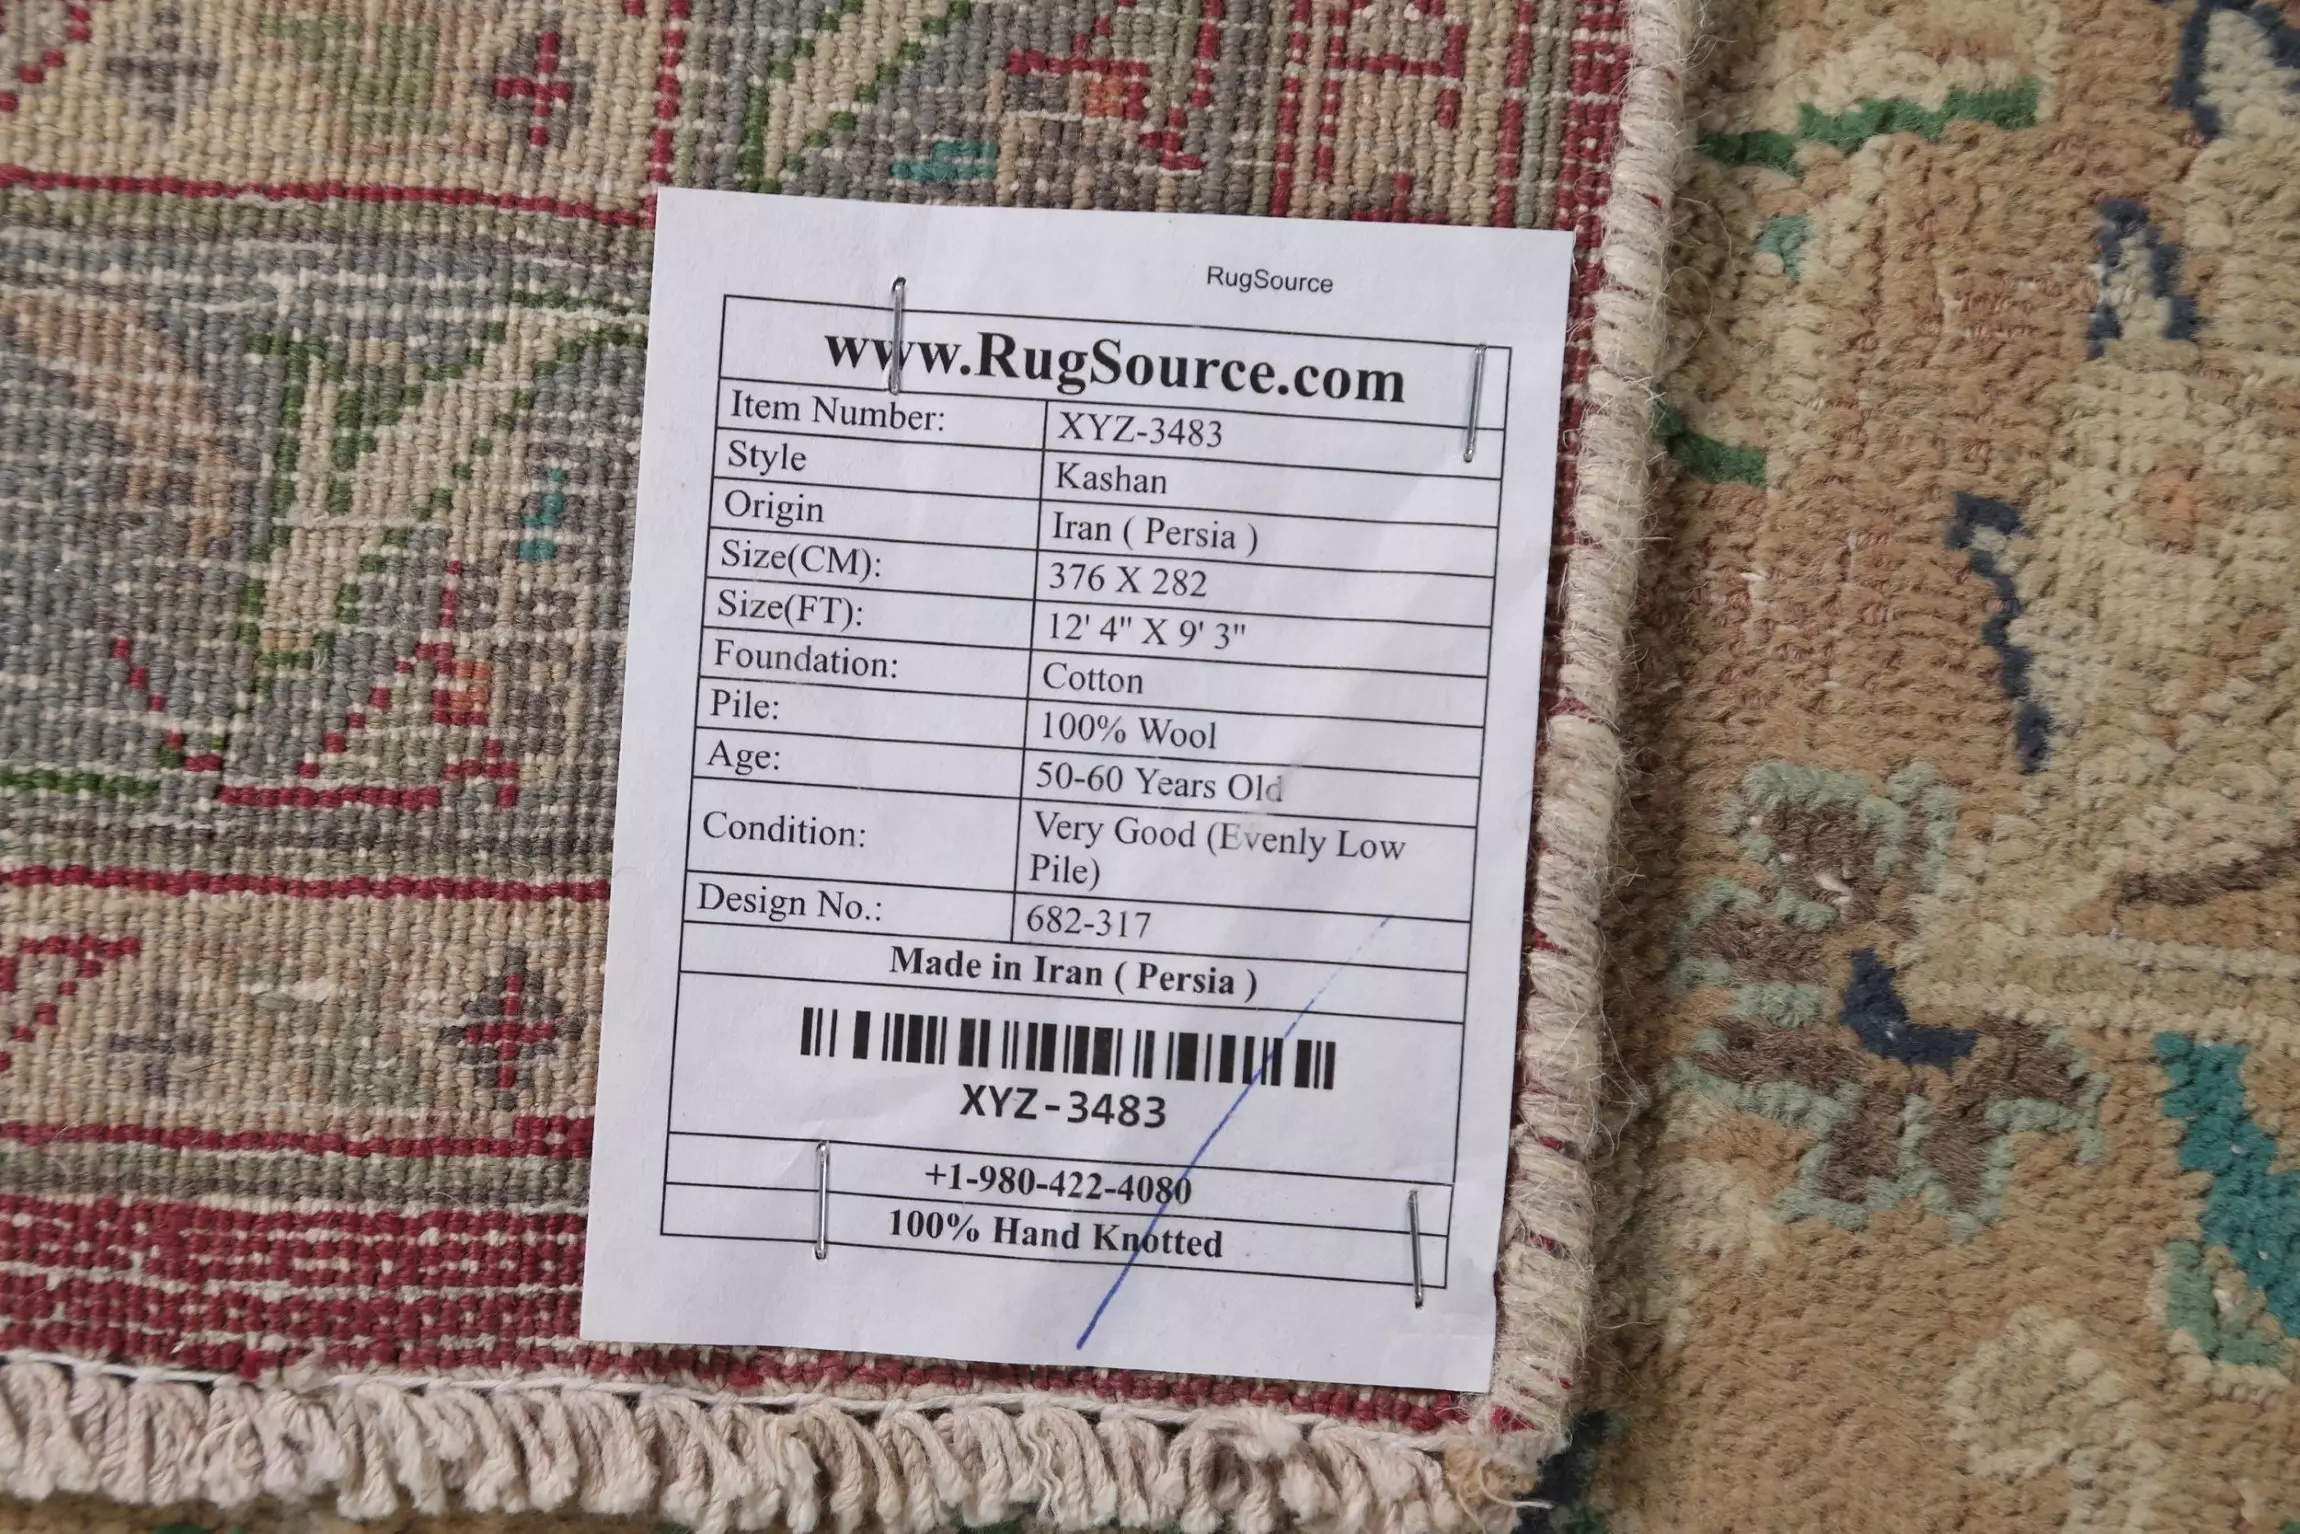 RugSource
www.RugSource.com
Item Number: XYZ-3483
Style Kashan
Origin Iran ( Persia )
Size(CM): 376 X 282
Size(FT): 12' 4" X 9' 3"
Foundation: Cotton
Pile: 100% Wool
Age: 50-60 Years Old
Condition: Very Good (Evenly Low
Pile)
Design No.: 682-317
Made in Iran ( Persia )
XYZ-3483
+1-980-422-4080
100% Hand Knotted